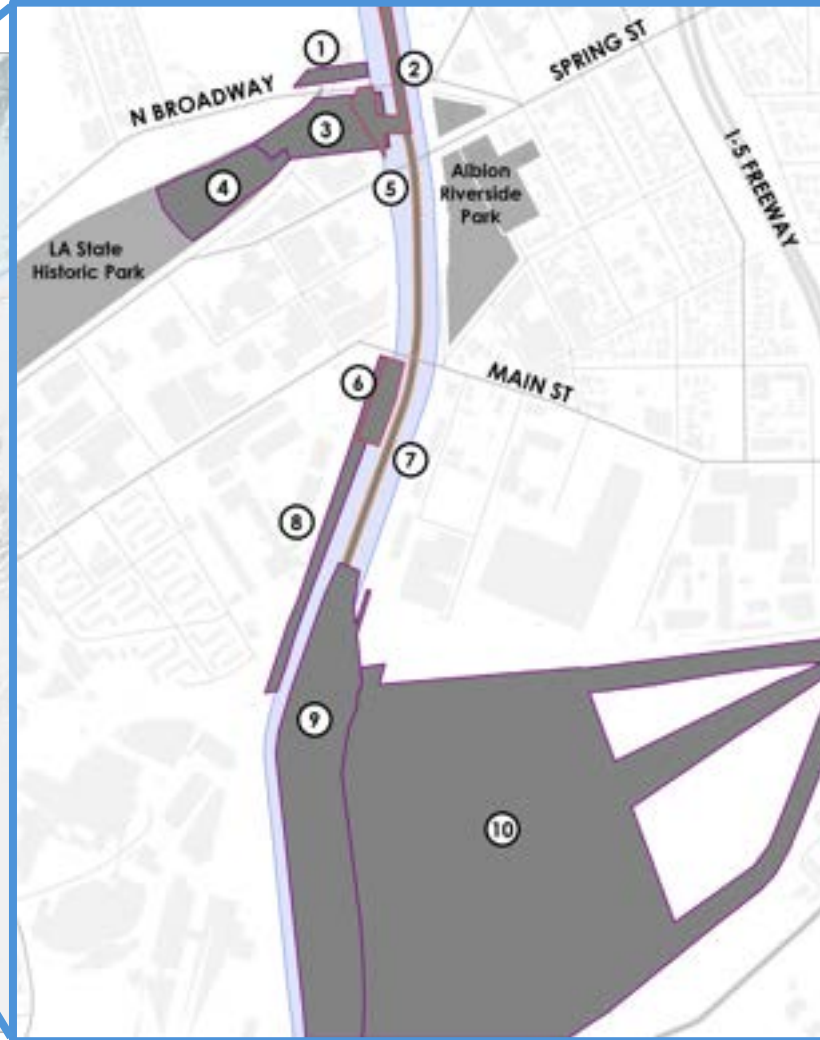 1
2
SPRING ST
N BROADWAY
3
I-5 FREEWAY
4
5
Albion
Riverside
Park
LA State
Historic Park
6
MAIN ST
7
8
9
10